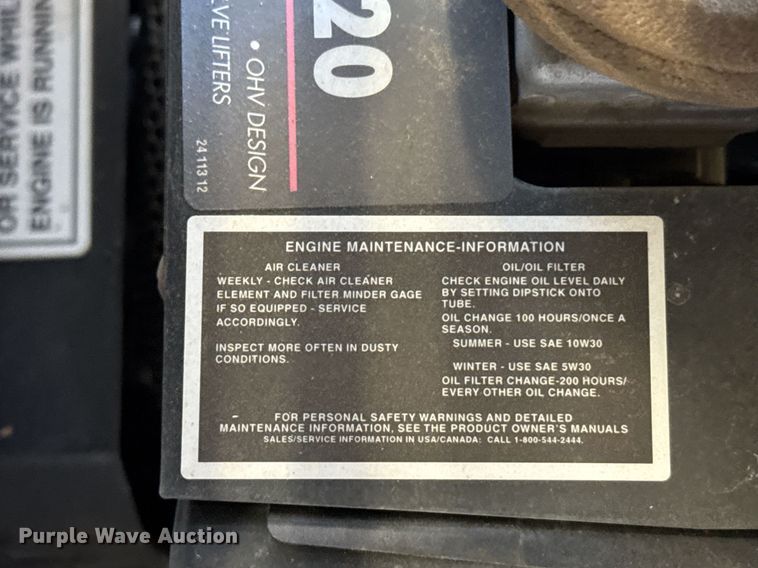 OR SERVICE WHIL
ENGINE IS RUNNIN
20
• OHV DESIGN
VE LIFTERS
24 113 12
ENGINE MAINTENANCE-INFORMATION
AIR CLEANER
WEEKLY - CHECK AIR CLEANER
ELEMENT AND FILTER MINDER GAGE
IF SO EQUIPPED - SERVICE
ACCORDINGLY.
INSPECT MORE OFTEN IN DUSTY
CONDITIONS.
OIL/OIL FILTER
CHECK ENGINE OIL LEVEL DAILY
BY SETTING DIPSTICK ONTO
TUBE.
OIL CHANGE 100 HOURS/ONCE A
SEASON.
SUMMER - USE SAE 10W30
WINTER - USE SAE 5W30
OIL FILTER CHANGE-200 HOURS/
EVERY OTHER OIL CHANGE.
FOR PERSONAL SAFETY WARNINGS AND DETAILED
MAINTENANCE INFORMATION, SEE THE PRODUCT OWNER'S MANUALS
SALES/SERVICE INFORMATION IN USA/CANADA: CALL 1-800-544-2444.
Purple Wave Auction